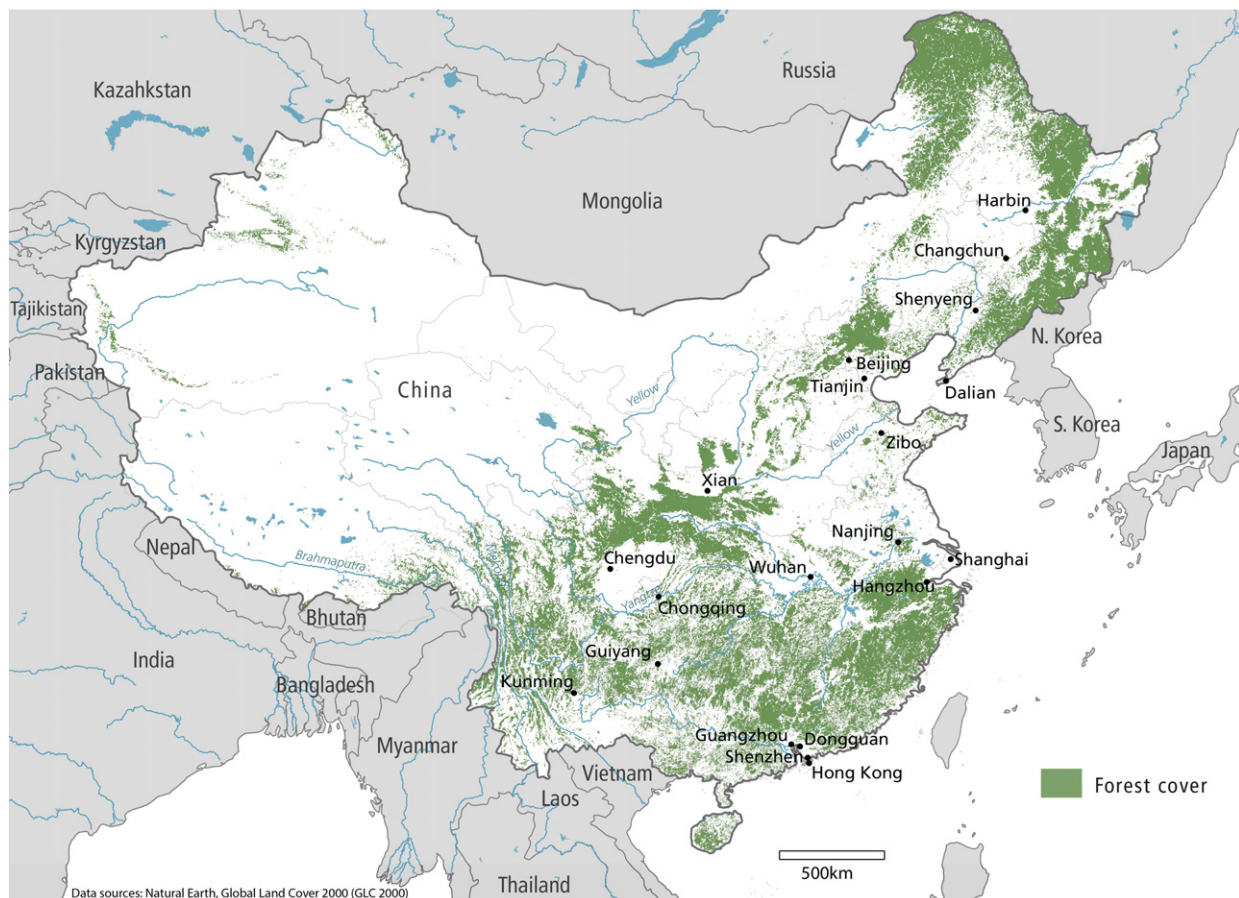 Russia
Kazakhstan
Mongolia
Harbin
Kyrgyzstan
Changchun
Shenyeng
Tajikistan
N. Korea
Beijing
Pakistan
China
Yellow
Tianjin
Dalian
S. Korea
Yellow
Zibo
Japan
Xian
Nanjing
Nepal
Brahmaputra
Shanghai
Chengdu
Wuhan
Hangzhou
Yangtze
Chongqing
Bhutan
Guiyang
India
Bangladesh
Kunming
Guangzhou
Dongguan
Myanmar
Shenzhen
Vietnam
Hong Kong
Laos
Forest cover
500km
Thailand
Data sources: Natural Earth, Global Land Cover 2000 (GLC 2000)